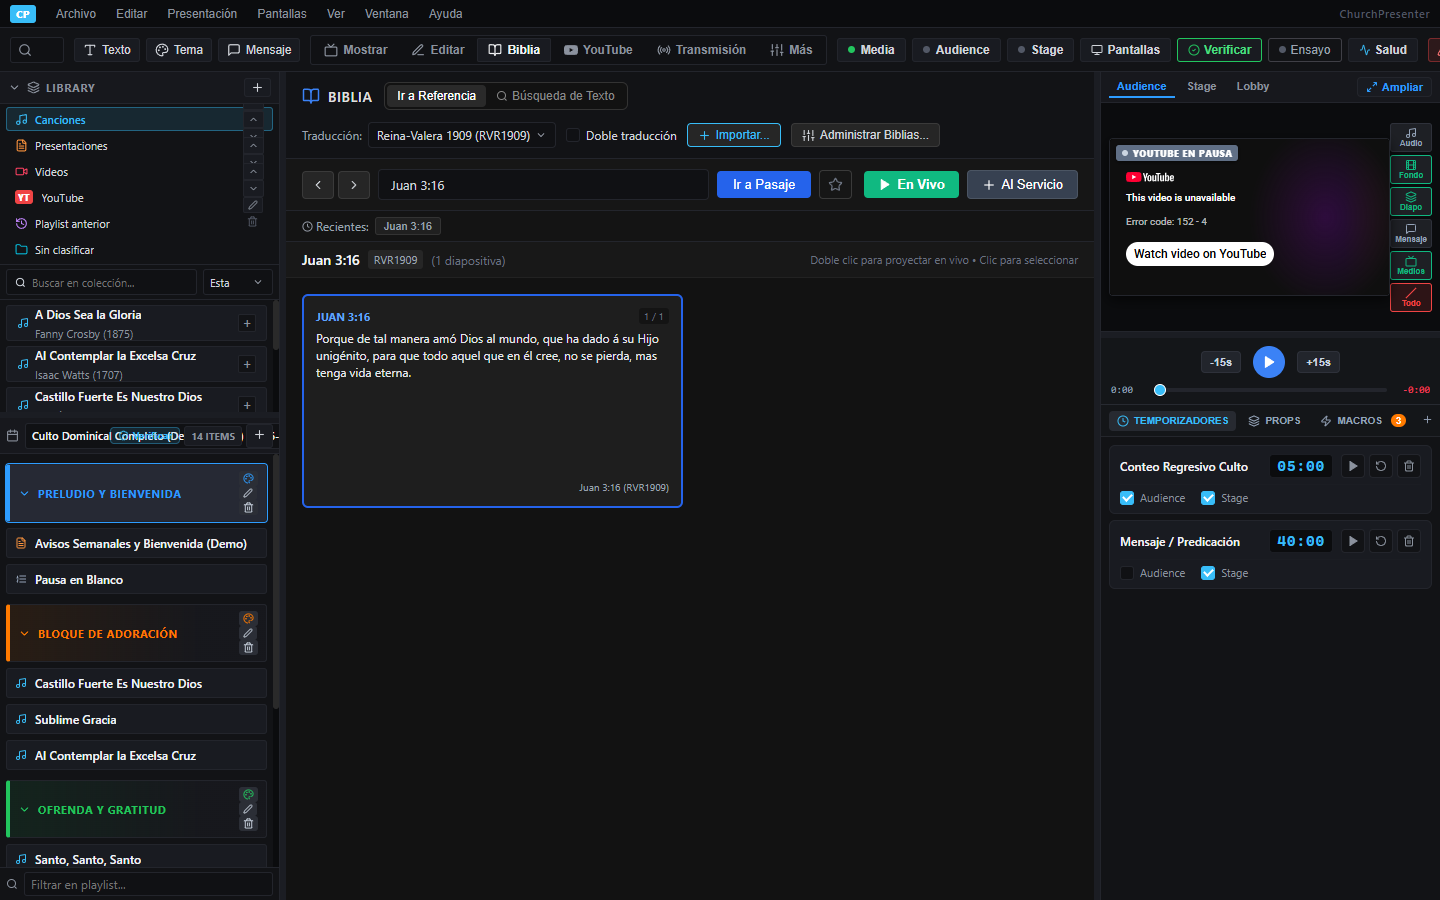 CP Archivo Editar Presentación Pantallas Ver Ventana Ayuda ChurchPresenter
Texto Tema Mensaje Mostrar Editar Biblia YouTube Transmisión Más Media Audience Stage Pantallas Verificar Ensayo Salud
LIBRARY
Canciones
Presentaciones
Videos
YT YouTube
Playlist anterior
Sin clasificar
Buscar en colección... Esta
A Dios Sea la Gloria
Fanny Crosby (1875)
Al Contemplar la Excelsa Cruz
Isaac Watts (1707)
Castillo Fuerte Es Nuestro Dios
Culto Dominical Completo (De 14 ITEMS
PRELUDIO Y BIENVENIDA
Avisos Semanales y Bienvenida (Demo)
Pausa en Blanco
BLOQUE DE ADORACIÓN
Castillo Fuerte Es Nuestro Dios
Sublime Gracia
Al Contemplar la Excelsa Cruz
OFRENDA Y GRATITUD
Santo, Santo, Santo
Filtrar en playlist...
BIBLIA Ir a Referencia Búsqueda de Texto
Traducción: Reina-Valera 1909 (RVR1909) Doble traducción Importar... Administrar Biblias...
Juan 3:16 Ir a Pasaje En Vivo Al Servicio
Recientes: Juan 3:16
Juan 3:16 RVR1909 (1 diapositiva) Doble clic para proyectar en vivo • Clic para seleccionar
JUAN 3:16 1 / 1
Porque de tal manera amó Dios al mundo, que ha dado á su Hijo
unigénito, para que todo aquel que en él cree, no se pierda, mas
tenga vida eterna.
Juan 3:16 (RVR1909)
Audience Stage Lobby Ampliar
YOUTUBE EN PAUSA
YouTube
This video is unavailable
Error code: 152 - 4
Watch video on YouTube
Audio
Fondo
Diapo
Mensaje
Medios
Todo
-15s +15s
0:00 -0:00
TEMPORIZADORES PROPS MACROS 3
Conteo Regresivo Culto 05:00
Audience Stage
Mensaje / Predicación 40:00
Audience Stage